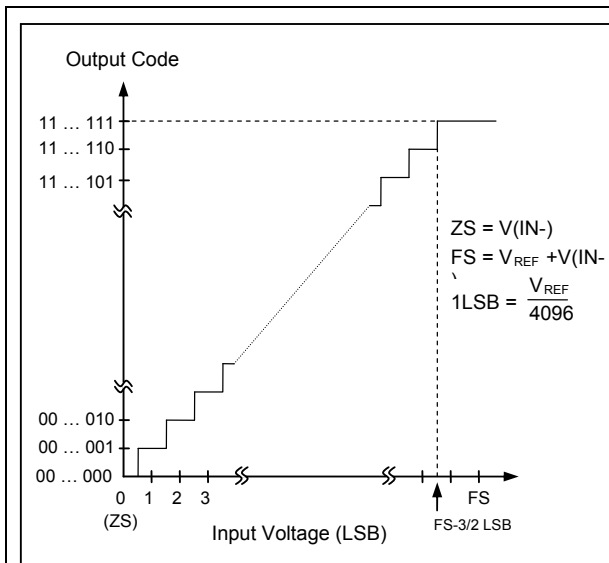 Output Code
11 ... 111
11 ... 110
11 ... 101
ZS = V(IN-)
FS = VREF +V(IN-
)
1LSB = VREF
4096
00 ... 010
00 ... 001
00 ... 000
0 1 2 3 FS
(ZS)
FS-3/2 LSB
Input Voltage (LSB)